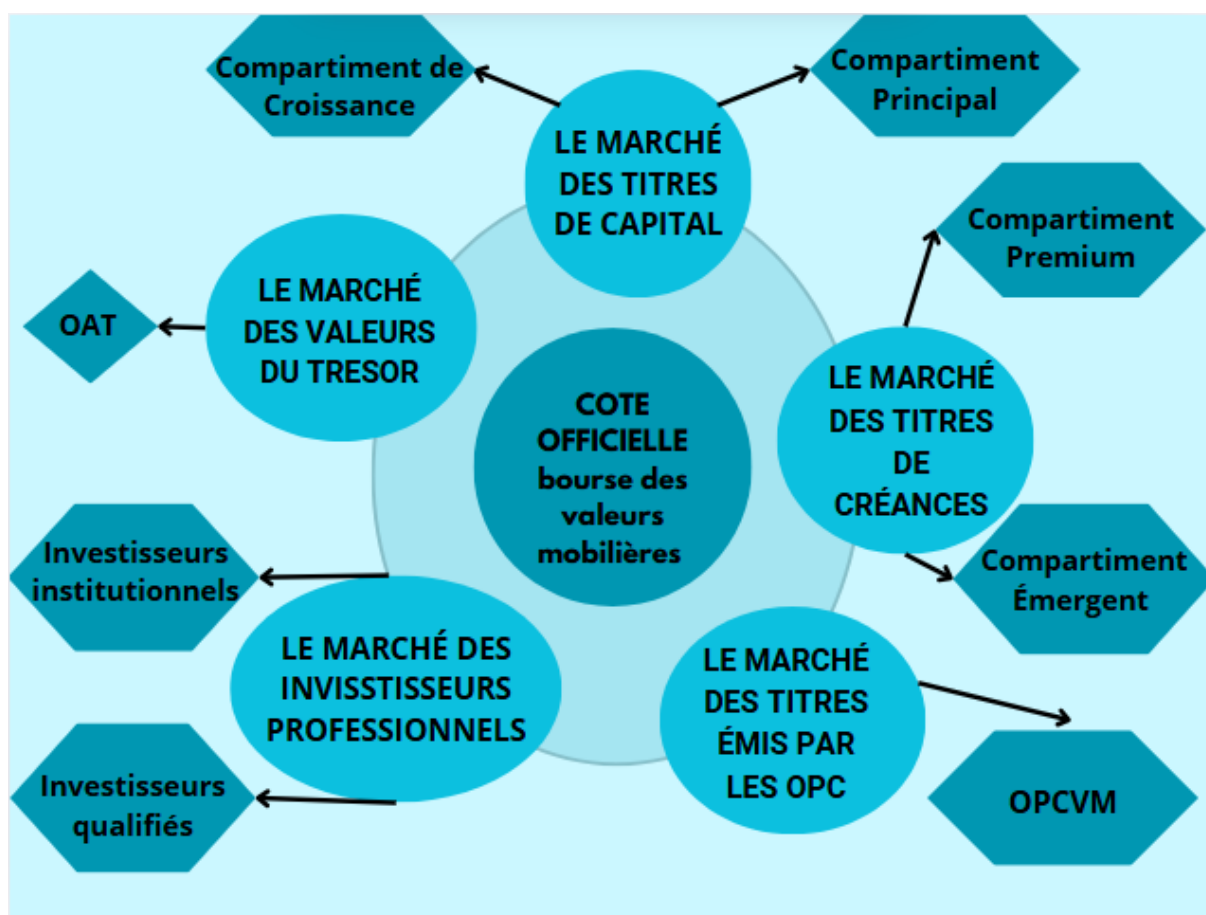 Compartiment de
Croissance
Compartiment
Principal
LE MARCHÉ
DES TITRES
DE CAPITAL
Compartiment
Premium
LE MARCHÉ
DES VALEURS
DU TRESOR
OAT
LE MARCHÉ
DES TITRES
DE
CRÉANCES
COTE
OFFICIELLE
bourse des
valeurs
mobilières
Investisseurs
institutionnels
Compartiment
Émergent
LE MARCHÉ DES
INVISSTISSEURS
PROFESSIONNELS
LE MARCHÉ
DES TITRES
ÉMIS PAR
LES OPC
Investisseurs
qualifiés
OPCVM